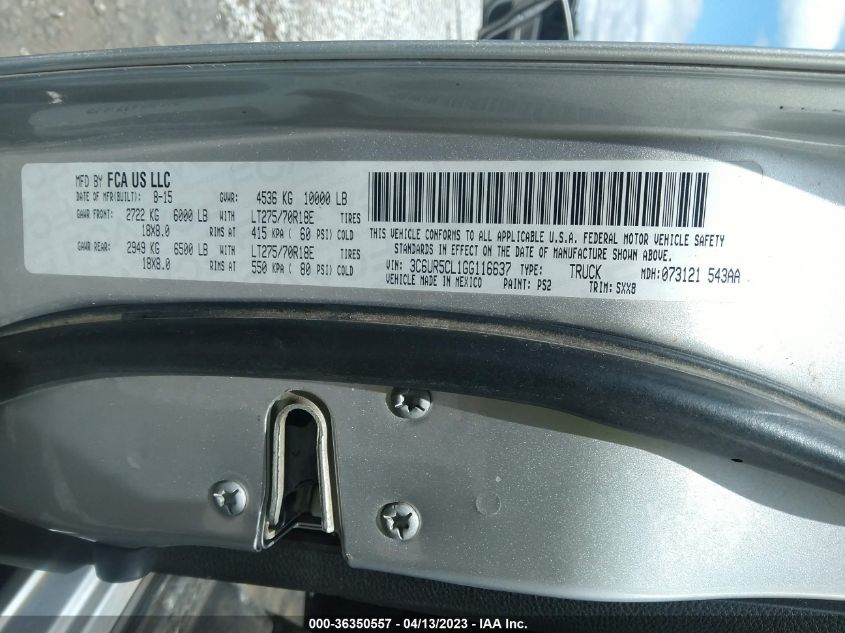 MFD BY FCA US LLC
DATE OF MFR(BUILT): 8-15 GVWR: 4536 KG 10000 LB
GAWR FRONT: 2722 KG 6000 LB WITH LT275/70R18E TIRES
18X8.0 RIMS AT 415 KPA ( 60 PSI) COLD
GAWR REAR: 2949 KG 6500 LB WITH LT275/70R18E TIRES
18X8.0 RIMS AT 550 KPA ( 80 PSI) COLD
THIS VEHICLE CONFORMS TO ALL APPLICABLE U.S.A. FEDERAL MOTOR VEHICLE SAFETY
STANDARDS IN EFFECT ON THE DATE OF MANUFACTURE SHOWN ABOVE.
VIN: 3C6UR5CL1GG116637 TYPE: TRUCK MDH: 073121 543AA
VEHICLE MADE IN MEXICO PAINT: PS2 TRIM: SXX8
000-36350557 - 04/13/2023 - IAA Inc.